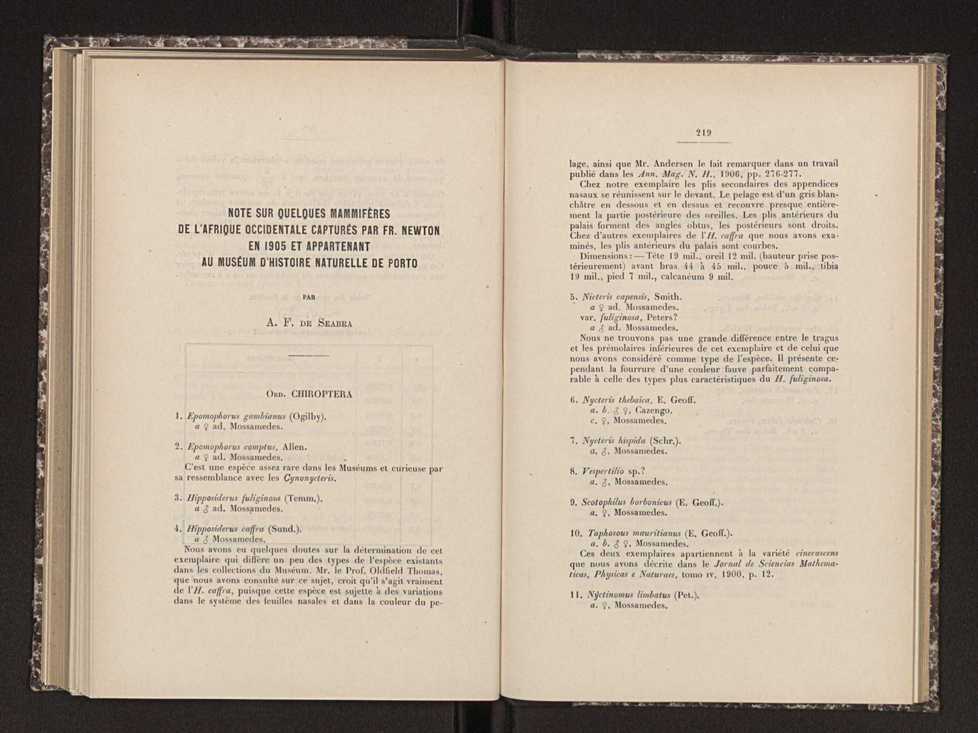 NOTE SUR QUELQUES MAMMIFÈRES
DE L'AFRIQUE OCCIDENTALE CAPTURÉS PAR FR. NEWTON
EN 1905 ET APPARTENANT
AU MUSÉUM D'HISTOIRE NATURELLE DE PORTO
PAR
A. F. DE SEABRA
ORD. CHIROPTERA
1. Epomophorus gambianus (Ogilby).
a ♀ ad. Mossamedes.
2. Epomophorus comptus, Allen.
a ♀ ad. Mossamedes.
C'est une espèce assez rare dans les Muséums et curieuse par
sa ressemblance avec les Cynonycteris.
3. Hipposiderus fuliginosa (Temm.).
a ♂ ad. Mossamedes.
4. Hipposiderus caffra (Sund.).
a ♂ Mossamedes.
Nous avons eu quelques doutes sur la détermination de cet
exemplaire qui diffère un peu des types de l'espèce existants
dans les collections du Muséum. Mr. le Prof. Oldfield Thomas,
que nous avons consulté sur ce sujet, croit qu'il s'agit vraiment
de l'H. caffra, puisque cette espèce est sujette à des variations
dans le système des feuilles nasales et dans la couleur du pe-
219
lage, ainsi que Mr. Andersen le fait remarquer dans un travail
publié dans les Ann. Mag. N. H., 1906, pp. 276-277.
Chez notre exemplaire les plis secondaires des appendices
nasaux se réunissent sur le devant. Le pelage est d'un gris blan-
châtre en dessous et en dessus et recouvre presque entière-
ment la partie postérieure des oreilles. Les plis antérieurs du
palais forment des angles obtus, les postérieurs sont droits.
Chez d'autres exemplaires de l'H. caffra que nous avons exa-
minés, les plis antérieurs du palais sont courbes.
Dimensions: — Tête 19 mil., oreil 12 mil. (hauteur prise pos-
térieurement) avant bras 44 à 45 mil., pouce 5 mil., tibia
19 mil., pied 7 mil., calcanéum 9 mil.
5. Nicteris capensis, Smith.
a ♀ ad. Mossamedes.
var. fuliginosa, Peters?
a ♂ ad. Mossamedes.
Nous ne trouvons pas une grande différence entre le tragus
et les prémolaires inférieures de cet exemplaire et de celui que
nous avons considéré comme type de l'espèce. Il présente ce-
pendant la fourrure d'une couleur fauve parfaitement compa-
rable à celle des types plus caractéristiques du H. fuliginosa.
6. Nycteris thebaica, E. Geoff.
a. b. ♂ ♀, Cazengo.
c. ♀, Mossamedes.
7. Nycteris hispida (Schr.).
a. ♂, Mossamedes.
8. Vespertilio sp.?
a. ♂, Mossamedes.
9. Scotophilus borbonicus (E. Geoff.).
a. ♀, Mossamedes.
10. Taphosous mauritianus (E. Geoff.).
a. b. ♂ ♀, Mossamedes.
Ces deux exemplaires apartiennent à la variété cinerascens
que nous avons décrite dans le Jornal de Sciencias Mathema-
ticas, Physicas e Naturaes, tomo IV, 1900, p. 12.
11. Nyctinomus limbatus (Pet.).
a. ♀, Mossamedes.